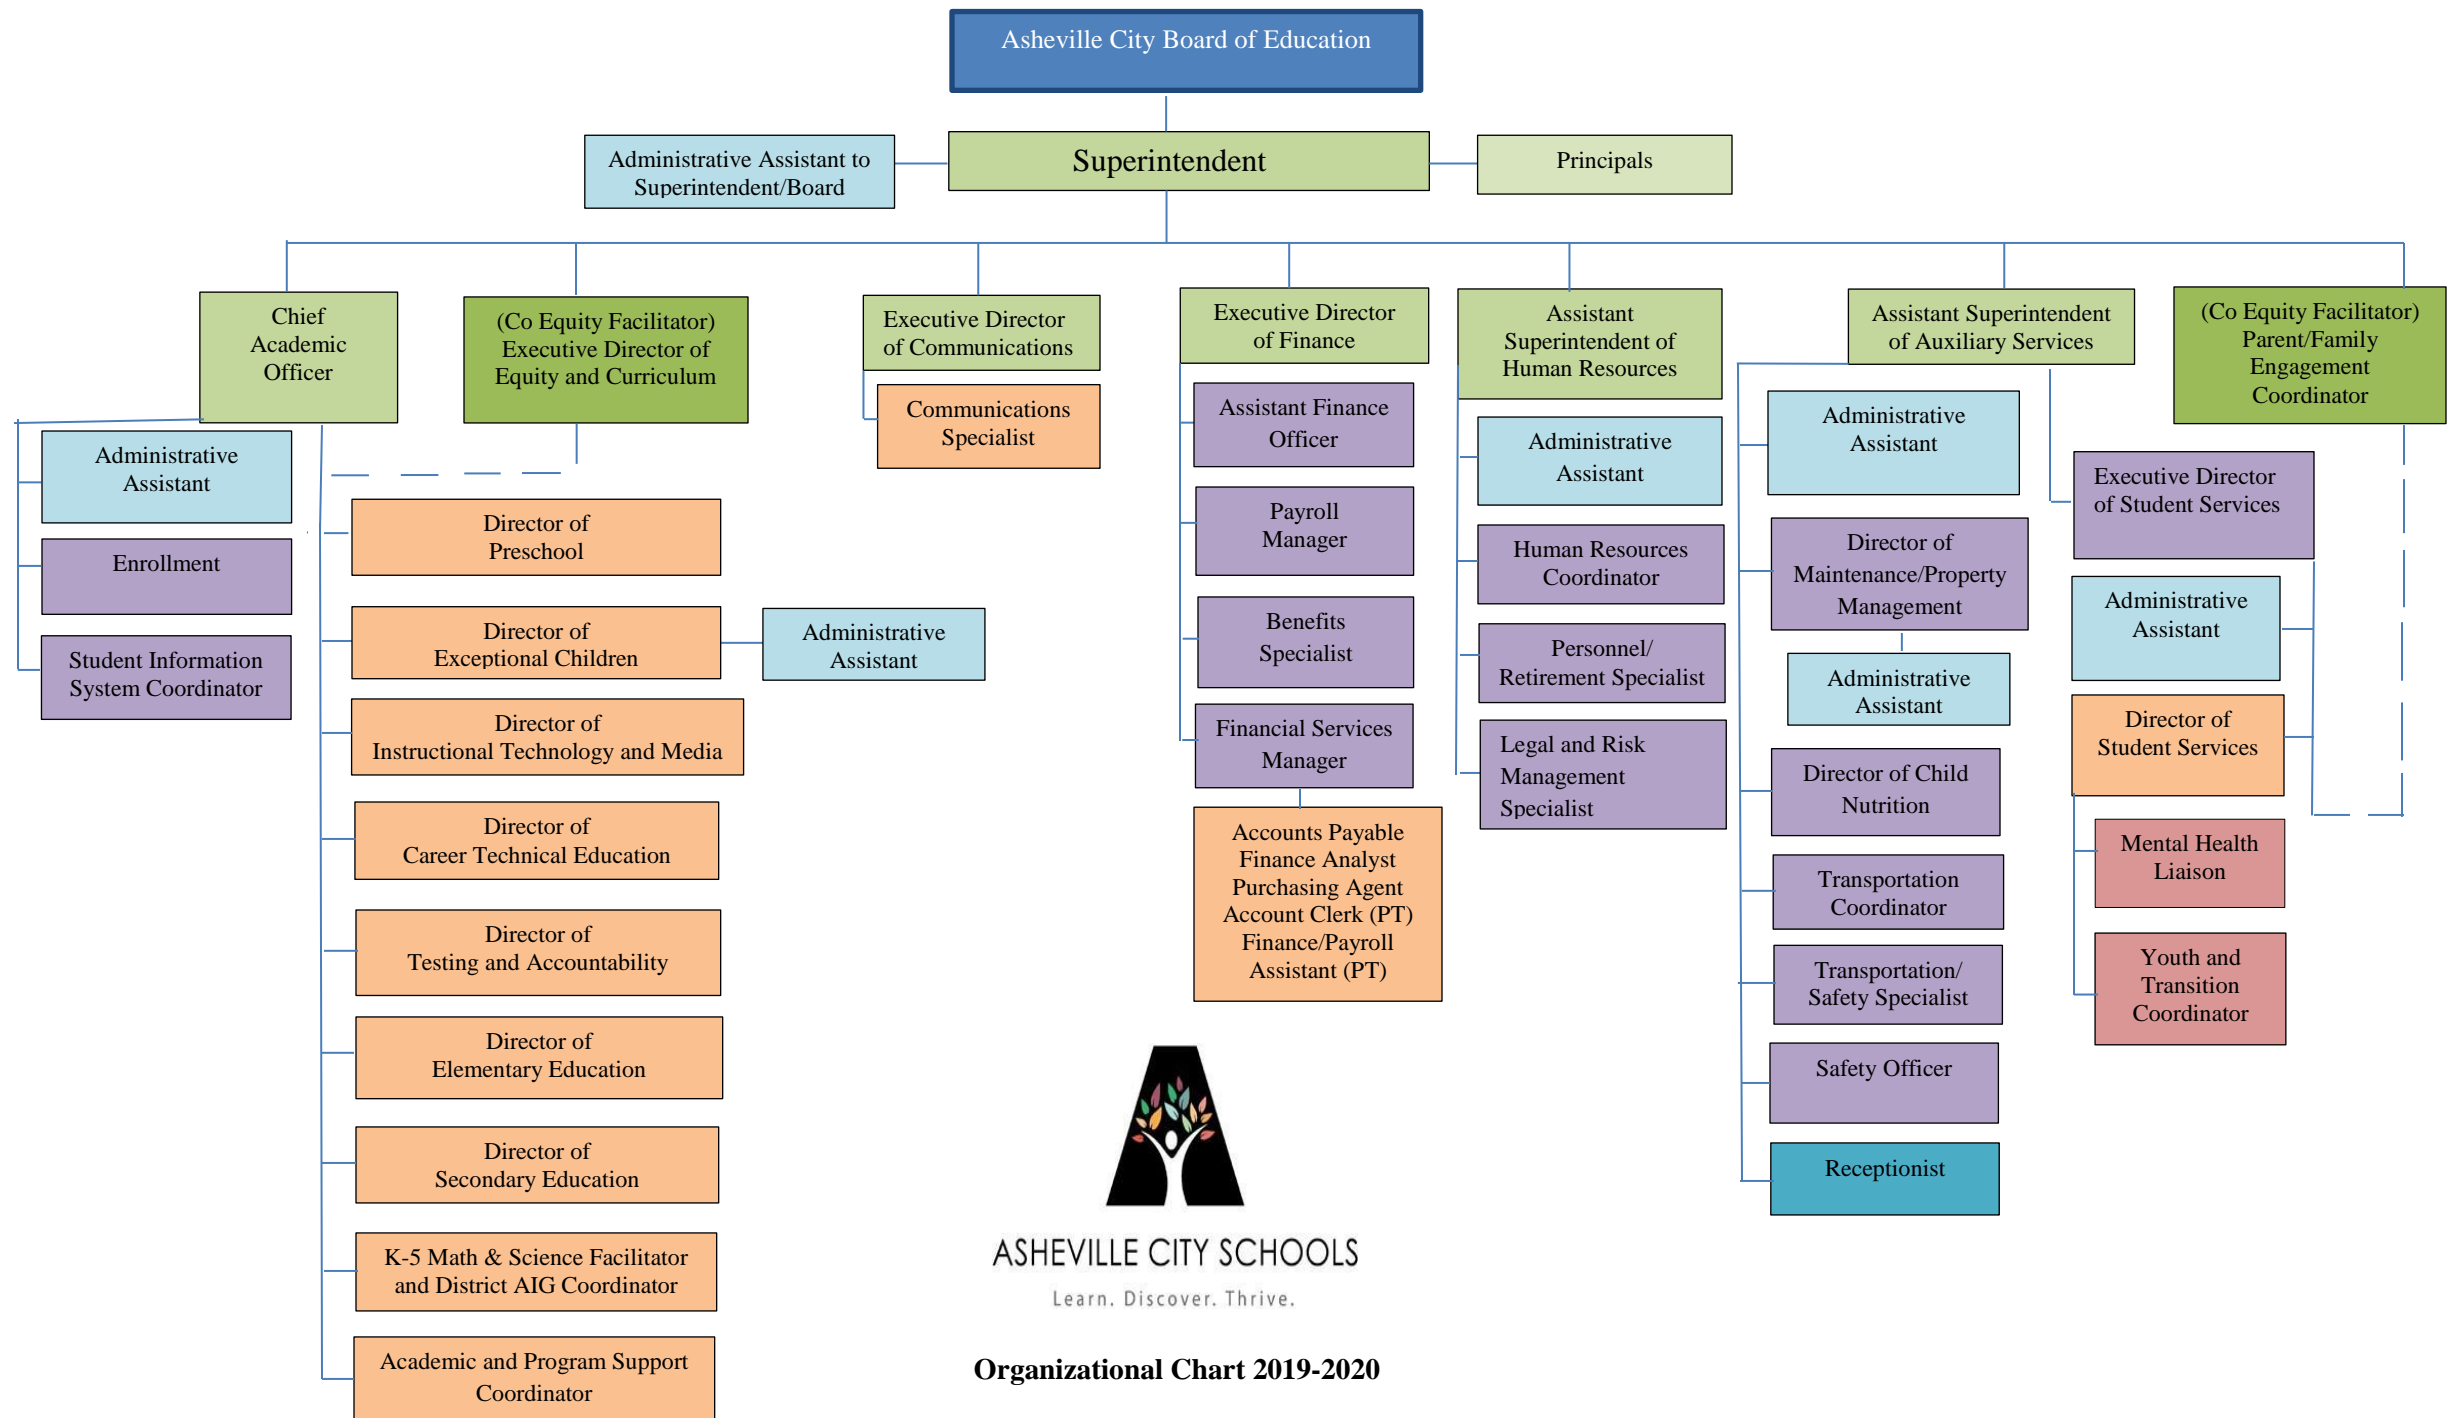 Asheville City Board of Education
Administrative Assistant to
Superintendent/Board
Superintendent
Principals
Chief
Academic
Officer
(Co Equity Facilitator)
Executive Director of
Equity and Curriculum
Executive Director
of Communications
Executive Director
of Finance
Assistant
Superintendent of
Human Resources
Assistant Superintendent
of Auxiliary Services
(Co Equity Facilitator)
Parent/Family
Engagement
Coordinator
Administrative
Assistant
Enrollment
Student Information
System Coordinator
Director of
Preschool
Director of
Exceptional Children
Administrative
Assistant
Director of
Instructional Technology and Media
Director of
Career Technical Education
Director of
Testing and Accountability
Director of
Elementary Education
Director of
Secondary Education
K-5 Math & Science Facilitator
and District AIG Coordinator
Academic and Program Support
Coordinator
Communications
Specialist
Assistant Finance
Officer
Payroll
Manager
Benefits
Specialist
Financial Services
Manager
Accounts Payable
Finance Analyst
Purchasing Agent
Account Clerk (PT)
Finance/Payroll
Assistant (PT)
Administrative
Assistant
Human Resources
Coordinator
Personnel/
Retirement Specialist
Legal and Risk
Management
Specialist
Administrative
Assistant
Director of
Maintenance/Property
Management
Administrative
Assistant
Director of Child
Nutrition
Transportation
Coordinator
Transportation/
Safety Specialist
Safety Officer
Receptionist
Executive Director
of Student Services
Administrative
Assistant
Director of
Student Services
Mental Health
Liaison
Youth and
Transition
Coordinator
ASHEVILLE CITY SCHOOLS
Learn. Discover. Thrive.
Organizational Chart 2019-2020